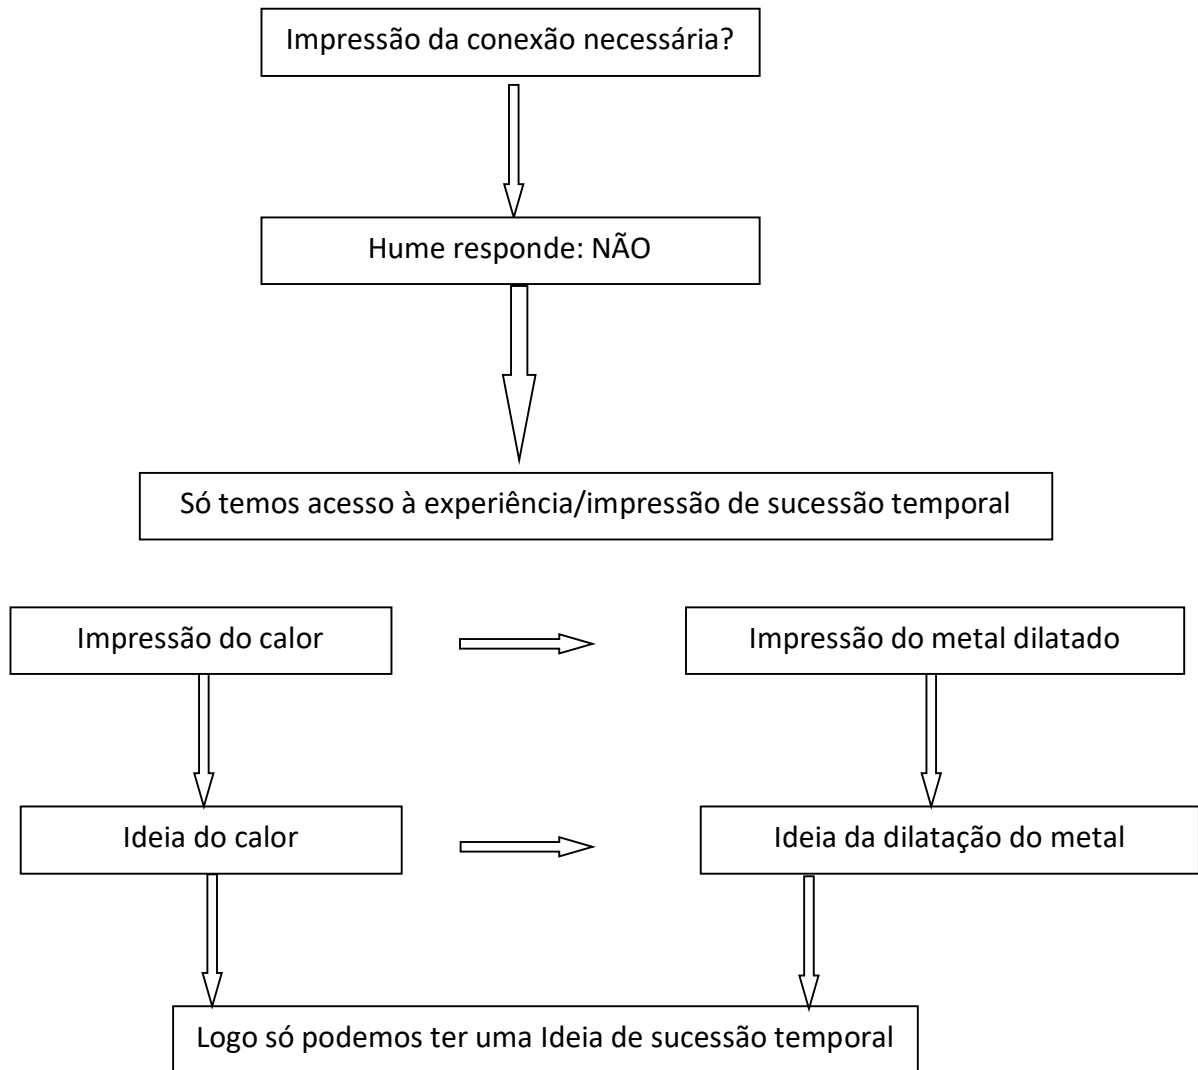 Impressão da conexão necessária?
Hume responde: NÃO
Só temos acesso à experiência/impressão de sucessão temporal
Impressão do calor
Impressão do metal dilatado
Ideia do calor
Ideia da dilatação do metal
Logo só podemos ter uma Ideia de sucessão temporal